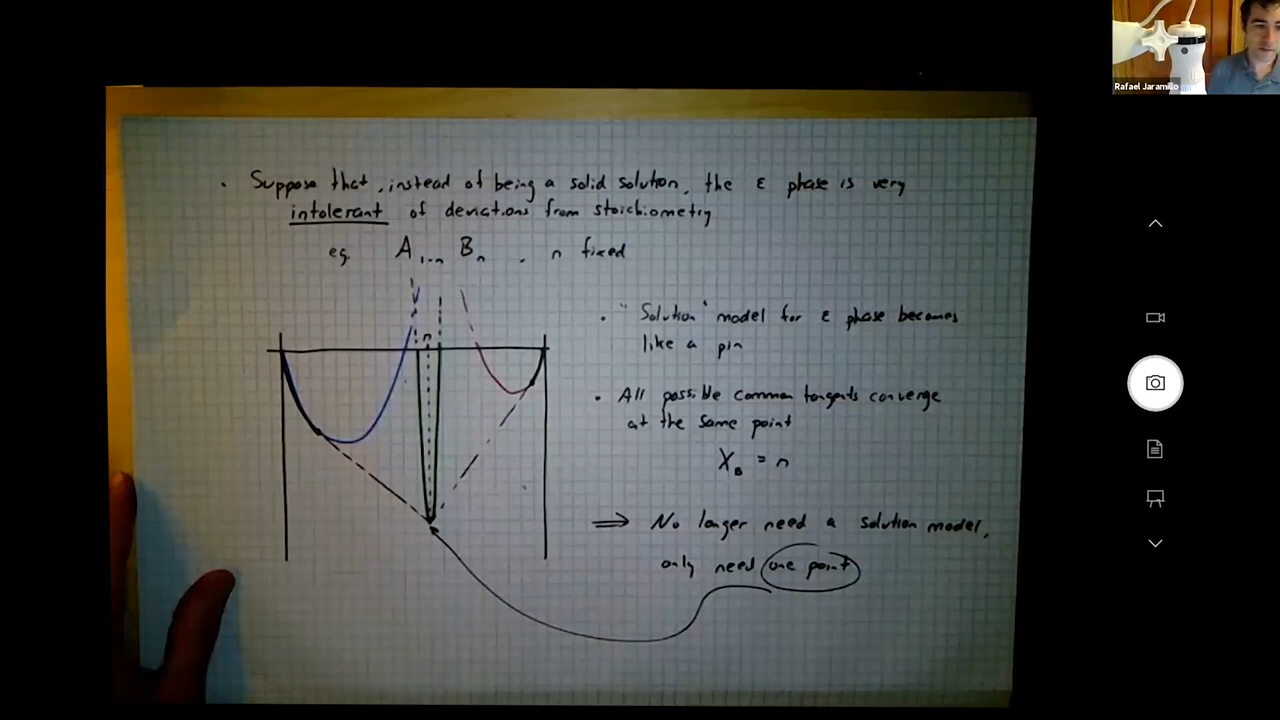 Rafael Jaramillo
• Suppose that, instead of being a solid solution, the ε phase is very
intolerant of deviations from stoichiometry
eg. A₁₋ₙ Bₙ , n fixed
n
• "Solution" model for ε phase becomes
like a pin
• All possible common tangents converge
at the same point
X_B = n
⇒ No longer need a solution model,
only need one point